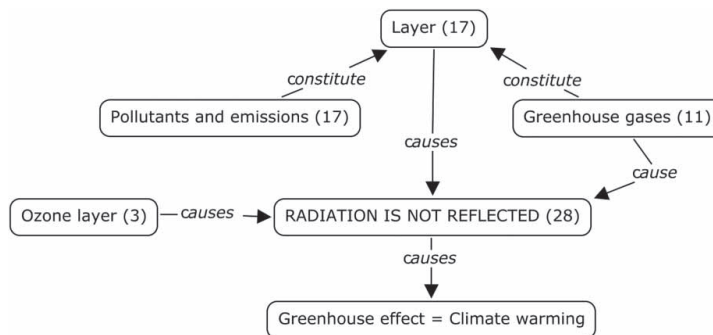 Layer (17)
constitute
constitute
Pollutants and emissions (17)
Greenhouse gases (11)
causes
cause
Ozone layer (3)
causes
RADIATION IS NOT REFLECTED (28)
causes
Greenhouse effect = Climate warming